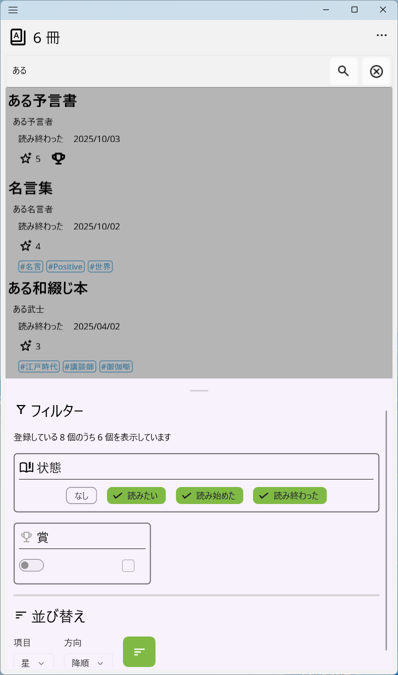 6 冊
ある
ある予言書
ある予言者
読み終わった 2025/10/03
5
名言集
ある名言者
読み終わった 2025/10/02
4
#名言 #Positive #世界
ある和綴じ本
ある武士
読み終わった 2025/04/02
3
#江戸時代 #講談師 #御伽噺
フィルター
登録している 8 個のうち 6 個を表示しています
状態
なし 読みたい 読み始めた 読み終わった
賞
並び替え
項目 方向
星 降順